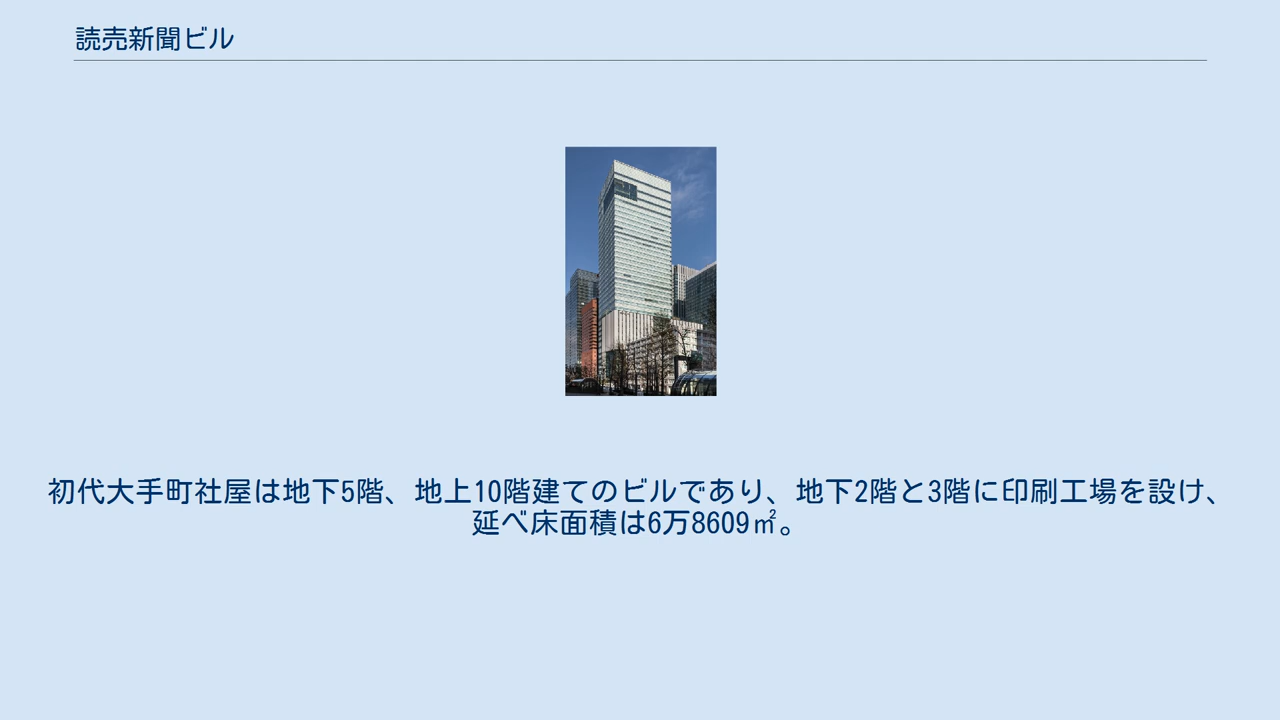 読売新聞ビル
初代大手町社屋は地下5階、地上10階建てのビルであり、地下2階と3階に印刷工場を設け、
延べ床面積は6万8609㎡。